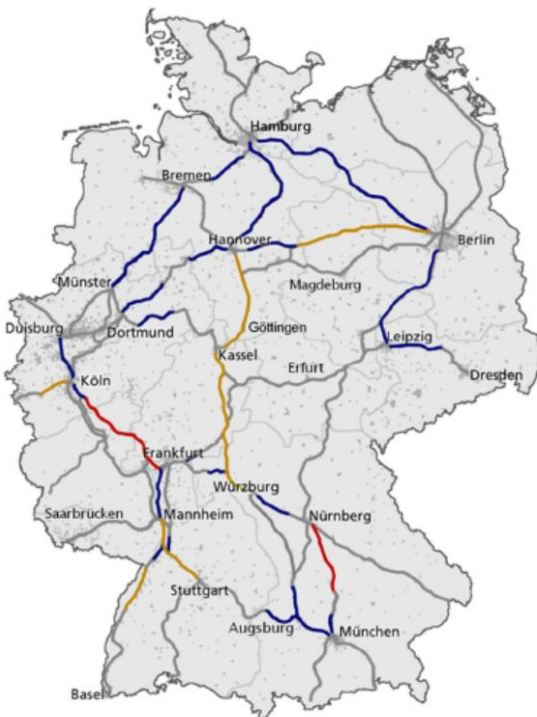 Hamburg
Bremen
Hannover
Berlin
Münster
Magdeburg
Duisburg
Dortmund
Göttingen
Leipzig
Kassel
Erfurt
Köln
Dresden
Frankfurt
Würzburg
Saarbrücken
Mannheim
Nürnberg
Stuttgart
Augsburg
München
Basel